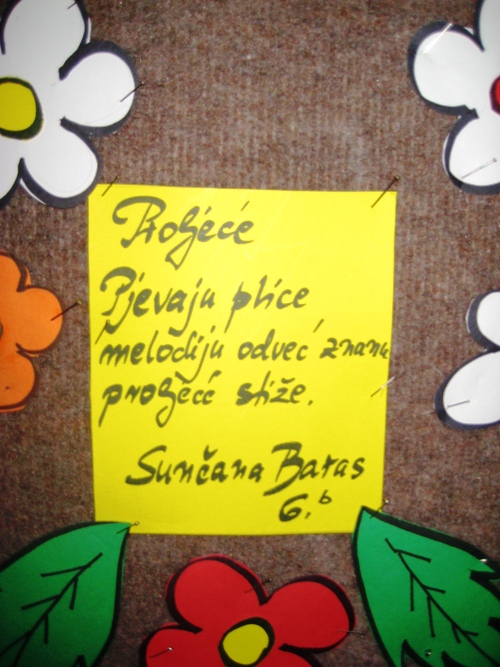 Proljeće
Pjevaju ptice
melodiju odveć znanu
proljeće stiže.
Sunčana Baras
6.b